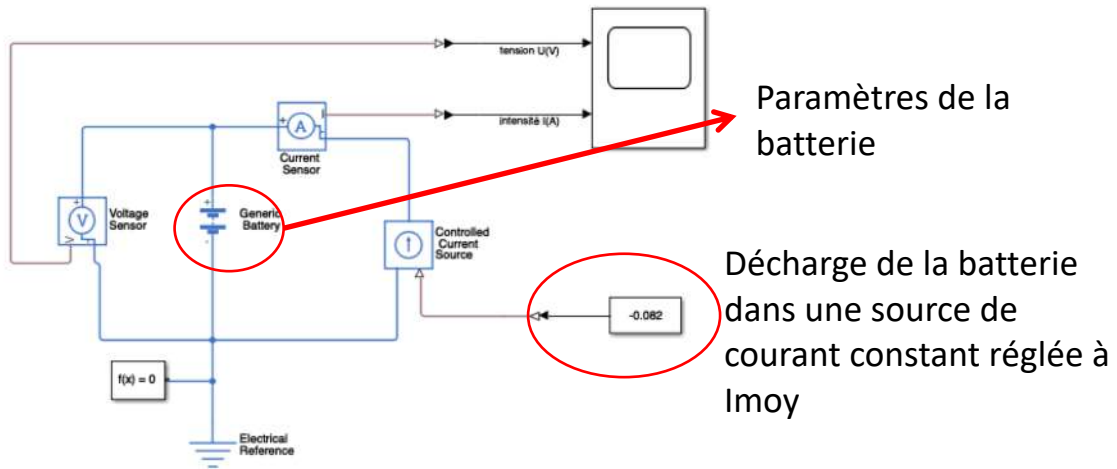 tension U(V)
intensité I(A)
Paramètres de la
batterie
+
A
Current
Sensor
+
V
Voltage
Sensor
+
-
Generic
Battery
Controlled
Current
Source
-0.082
Décharge de la batterie
dans une source de
courant constant réglée à
Imoy
f(x) = 0
Electrical
Reference